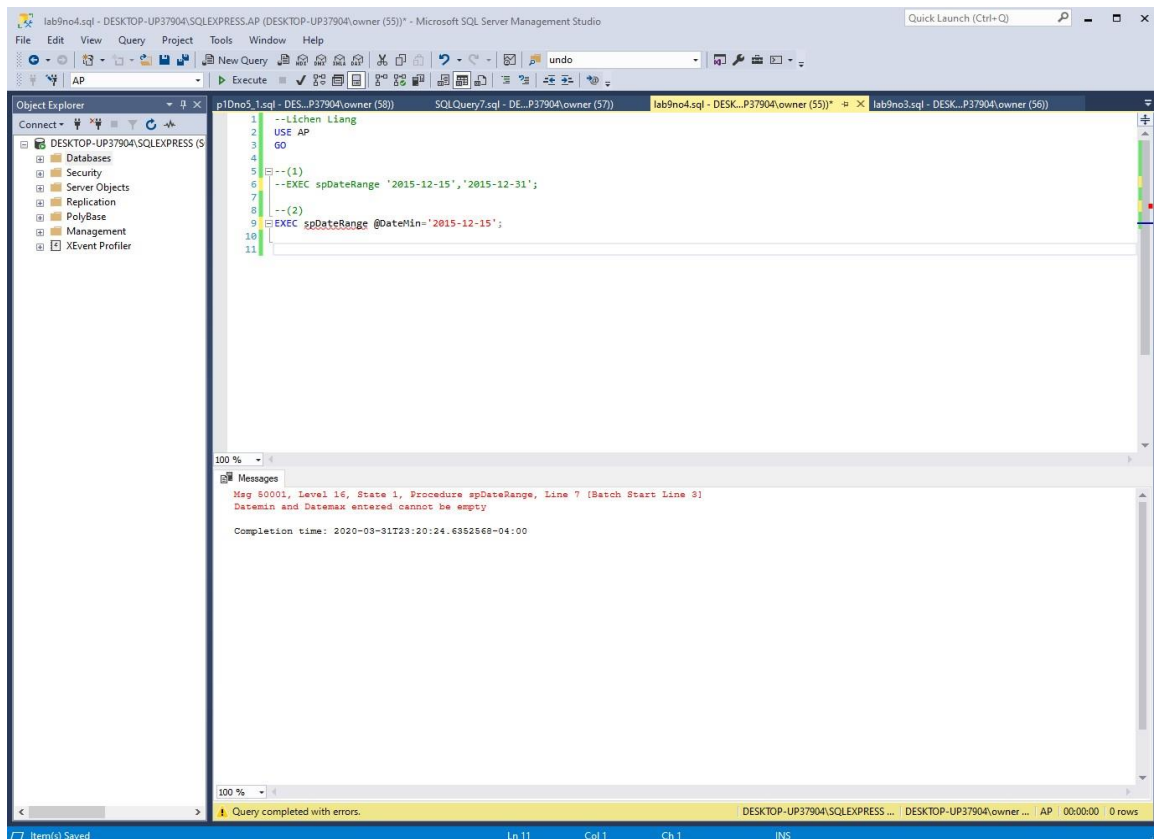 lab9no4.sql - DESKTOP-UP37904\SQLEXPRESS.AP (DESKTOP-UP37904\owner (55))* - Microsoft SQL Server Management Studio
Quick Launch (Ctrl+Q)
File Edit View Query Project Tools Window Help
New Query
undo
AP
Execute
Object Explorer
p1Dno5_1.sql - DES...P37904\owner (58))
SQLQuery7.sql - DE...P37904\owner (57))
lab9no4.sql - DESK...P37904\owner (55))*
lab9no3.sql - DESK...P37904\owner (56))
Connect
DESKTOP-UP37904\SQLEXPRESS (S
Databases
Security
Server Objects
Replication
PolyBase
Management
XEvent Profiler
1 --Lichen Liang
2 USE AP
3 GO
4
5 --(1)
6 --EXEC spDateRange '2015-12-15','2015-12-31';
7
8 --(2)
9 EXEC spDateRange @DateMin='2015-12-15';
10
11
100 %
Messages
Msg 50001, Level 16, State 1, Procedure spDateRange, Line 7 [Batch Start Line 3]
Datemin and Datemax entered cannot be empty
Completion time: 2020-03-31T23:20:24.6352568-04:00
100 %
Query completed with errors.
DESKTOP-UP37904\SQLEXPRESS ...
DESKTOP-UP37904\owner ...
AP
00:00:00
0 rows
Item(s) Saved
Ln 11
Col 1
Ch 1
INS